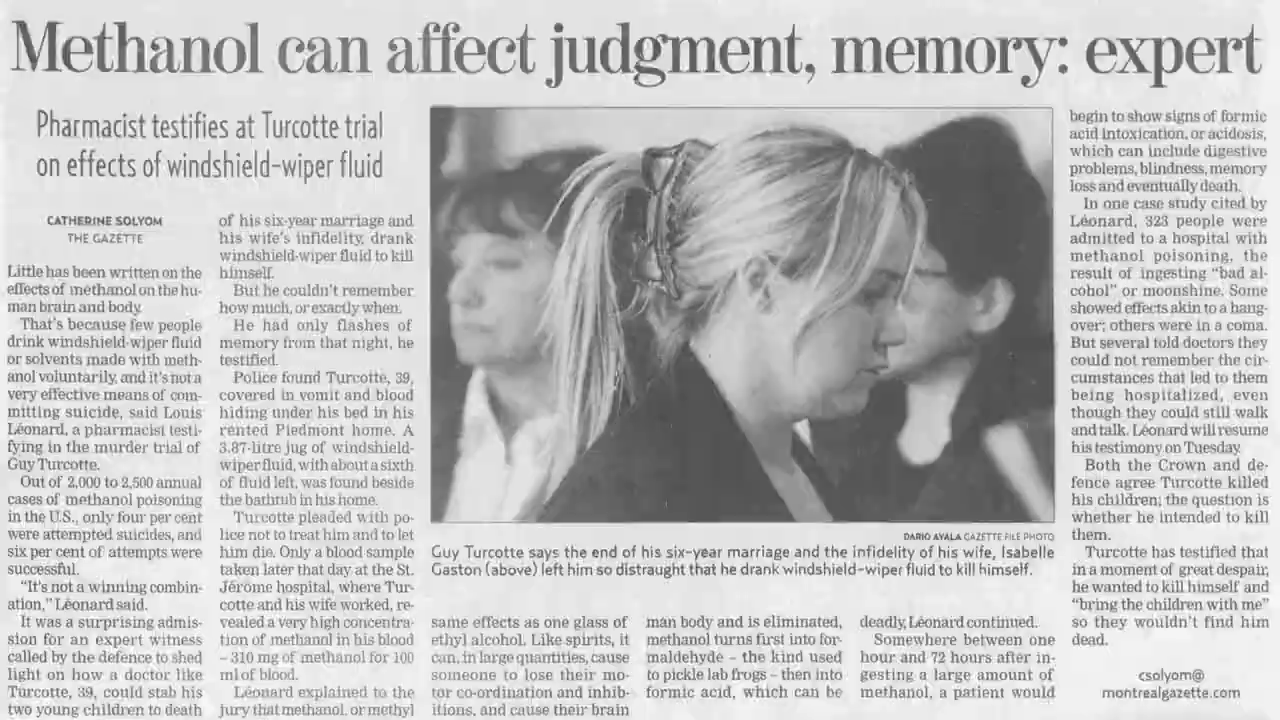 Methanol can affect judgment, memory: expert
Pharmacist testifies at Turcotte trial
on effects of windshield-wiper fluid
CATHERINE SOLYOM
THE GAZETTE
Little has been written on the
effects of methanol on the hu-
man brain and body.
That's because few people
drink windshield-wiper fluid
or solvents made with meth-
anol voluntarily, and it's not a
very effective means of com-
mitting suicide, said Louis
Léonard, a pharmacist testi-
fying in the murder trial of
Guy Turcotte.
Out of 2,000 to 2,500 annual
cases of methanol poisoning
in the U.S., only four per cent
were attempted suicides, and
six per cent of attempts were
successful.
"It's not a winning combin-
ation," Léonard said.
It was a surprising admis-
sion for an expert witness
called by the defence to shed
light on how a doctor like
Turcotte, 39, could stab his
two young children to death
of his six-year marriage and
his wife's infidelity, drank
windshield-wiper fluid to kill
himself.
But he couldn't remember
how much, or exactly when.
He had only flashes of
memory from that night, he
testified.
Police found Turcotte, 39,
covered in vomit and blood
hiding under his bed in his
rented Piedmont home. A
3.87-litre jug of windshield-
wiper fluid, with about a sixth
of fluid left, was found beside
the bathtub in his home.
Turcotte pleaded with po-
lice not to treat him and to let
him die. Only a blood sample
taken later that day at the St.
Jérôme hospital, where Tur-
cotte and his wife worked, re-
vealed a very high concentra-
tion of methanol in his blood
– 310 mg of methanol for 100
ml of blood.
Léonard explained to the
jury that methanol, or methyl
DARIO AYALA GAZETTE FILE PHOTO
Guy Turcotte says the end of his six-year marriage and the infidelity of his wife, Isabelle
Gaston (above) left him so distraught that he drank windshield-wiper fluid to kill himself.
same effects as one glass of
ethyl alcohol. Like spirits, it
can, in large quantities, cause
someone to lose their mo-
tor co-ordination and inhib-
itions, and cause their brain
man body and is eliminated,
methanol turns first into for-
maldehyde – the kind used
to pickle lab frogs – then into
formic acid, which can be
deadly, Léonard continued.
Somewhere between one
hour and 72 hours after in-
gesting a large amount of
methanol, a patient would
begin to show signs of formic
acid intoxication, or acidosis,
which can include digestive
problems, blindness, memory
loss and eventually death.
In one case study cited by
Léonard, 323 people were
admitted to a hospital with
methanol poisoning, the
result of ingesting "bad al-
cohol" or moonshine. Some
showed effects akin to a hang-
over; others were in a coma.
But several told doctors they
could not remember the cir-
cumstances that led to them
being hospitalized, even
though they could still walk
and talk. Léonard will resume
his testimony on Tuesday.
Both the Crown and de-
fence agree Turcotte killed
his children; the question is
whether he intended to kill
them.
Turcotte has testified that
in a moment of great despair,
he wanted to kill himself and
"bring the children with me"
so they wouldn't find him
dead.
csolyom@
montrealgazette.com